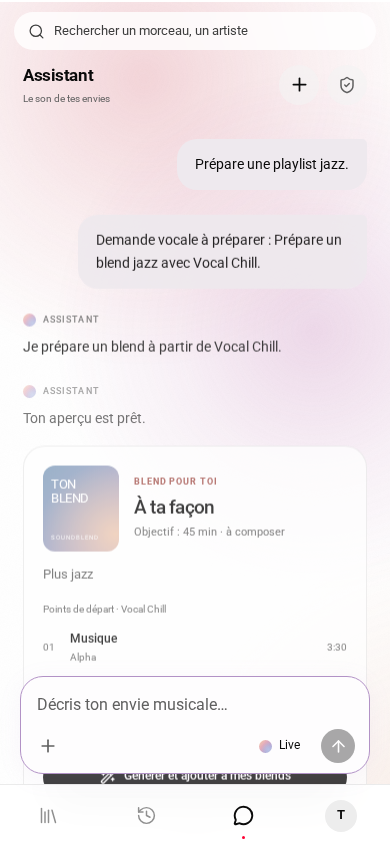 Rechercher un morceau, un artiste
Assistant
Le son de tes envies
Prépare une playlist jazz.
Demande vocale à préparer : Prépare un
blend jazz avec Vocal Chill.
ASSISTANT
Je prépare un blend à partir de Vocal Chill.
ASSISTANT
Ton aperçu est prêt.
TON
BLEND
SOUNDBLEND
BLEND POUR TOI
À ta façon
Objectif : 45 min · à composer
Plus jazz
Points de départ · Vocal Chill
01 Musique 3:30
Alpha
Décris ton envie musicale…
Live
Générer et ajouter à mes blends
T